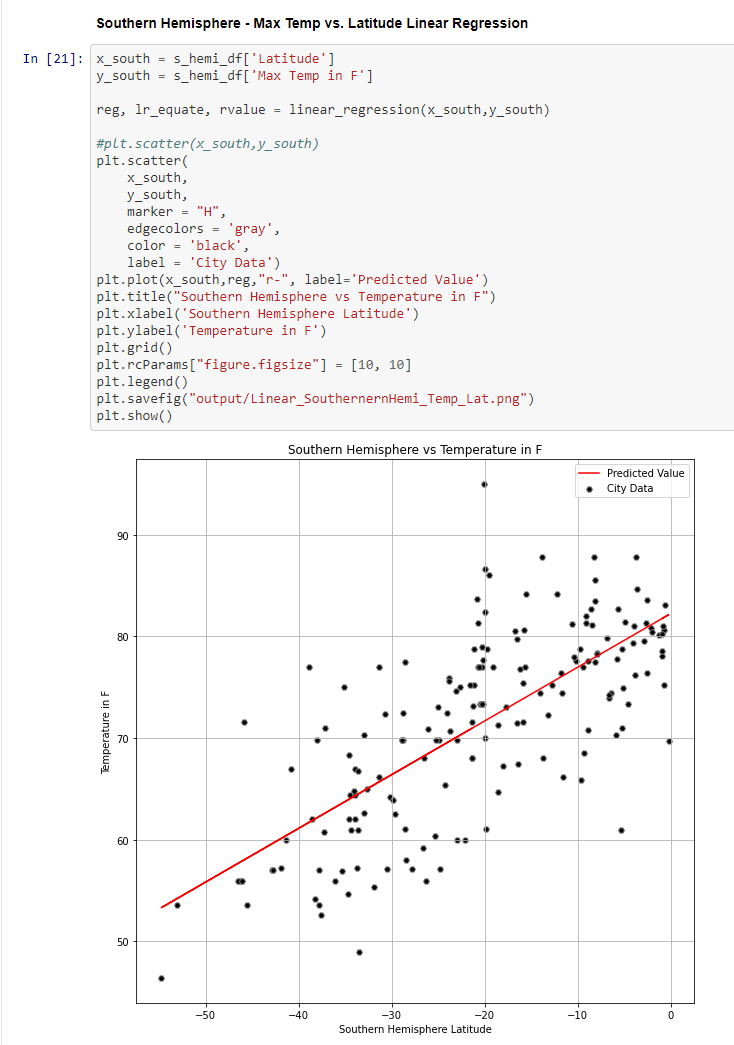 Southern Hemisphere - Max Temp vs. Latitude Linear Regression
In [21]: x_south = s_hemi_df['Latitude']
y_south = s_hemi_df['Max Temp in F']
reg, lr_equate, rvalue = linear_regression(x_south,y_south)
#plt.scatter(x_south,y_south)
plt.scatter(
    x_south,
    y_south,
    marker = "H",
    edgecolors = 'gray',
    color = 'black',
    label = 'City Data')
plt.plot(x_south,reg,"r-", label='Predicted Value')
plt.title("Southern Hemisphere vs Temperature in F")
plt.xlabel('Southern Hemisphere Latitude')
plt.ylabel('Temperature in F')
plt.grid()
plt.rcParams["figure.figsize"] = [10, 10]
plt.legend()
plt.savefig("output/Linear_SouthernernHemi_Temp_Lat.png")
plt.show()
Southern Hemisphere vs Temperature in F
Predicted Value
City Data
90
80
70
60
50
Temperature in F
−50 −40 −30 −20 −10 0
Southern Hemisphere Latitude